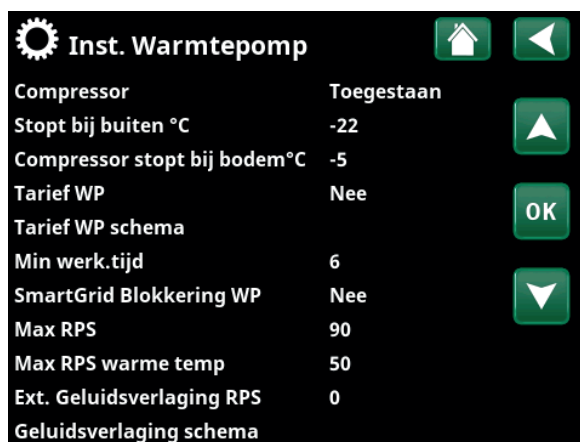 Inst. Warmtepomp
Compressor Toegestaan
Stopt bij buiten °C -22
Compressor stopt bij bodem°C -5
Tarief WP Nee
Tarief WP schema
OK
Min werk.tijd 6
SmartGrid Blokkering WP Nee
Max RPS 90
Max RPS warme temp 50
Ext. Geluidsverlaging RPS 0
Geluidsverlaging schema